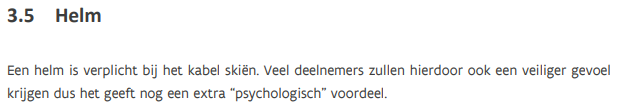 3.5 Helm
Een helm is verplicht bij het kabel skiën. Veel deelnemers zullen hierdoor ook een veiliger gevoel
krijgen dus het geeft nog een extra “psychologisch” voordeel.